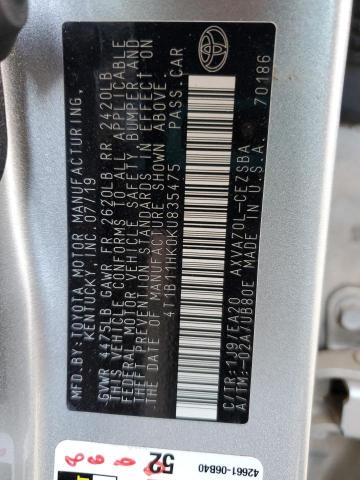 MFD.BY:TOYOTA MOTOR MANUFACTURING,
KENTUCKY, INC. 07/19
GVWR 4475LB GAWR FR 2620LB RR 2420LB
THIS VEHICLE CONFORMS TO ALL APPLICABLE
FEDERAL MOTOR VEHICLE SAFETY, BUMPER, AND
THEFT PREVENTION STANDARDS IN EFFECT ON
THE DATE OF MANUFACTURE SHOWN ABOVE.
4T1B11HK0KU835475 PASS.CAR
C/TR:1J9/EA20 AXVA70L-CEZSBA
A/TM:-02A/UB80E MADE IN U.S.A. 70186
TOYOTA
42661-06B40
52